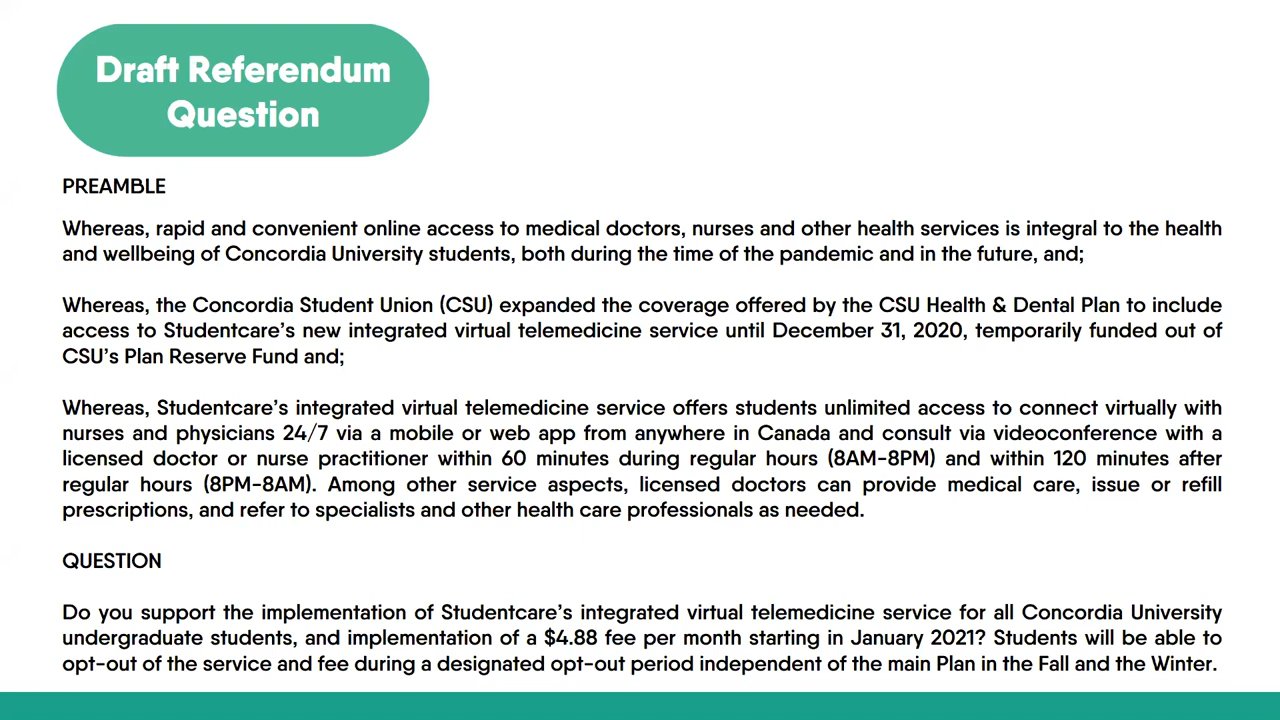 Draft Referendum
Question
PREAMBLE
Whereas, rapid and convenient online access to medical doctors, nurses and other health services is integral to the health
and wellbeing of Concordia University students, both during the time of the pandemic and in the future, and;
Whereas, the Concordia Student Union (CSU) expanded the coverage offered by the CSU Health & Dental Plan to include
access to Studentcare’s new integrated virtual telemedicine service until December 31, 2020, temporarily funded out of
CSU’s Plan Reserve Fund and;
Whereas, Studentcare’s integrated virtual telemedicine service offers students unlimited access to connect virtually with
nurses and physicians 24/7 via a mobile or web app from anywhere in Canada and consult via videoconference with a
licensed doctor or nurse practitioner within 60 minutes during regular hours (8AM-8PM) and within 120 minutes after
regular hours (8PM-8AM). Among other service aspects, licensed doctors can provide medical care, issue or refill
prescriptions, and refer to specialists and other health care professionals as needed.
QUESTION
Do you support the implementation of Studentcare’s integrated virtual telemedicine service for all Concordia University
undergraduate students, and implementation of a $4.88 fee per month starting in January 2021? Students will be able to
opt-out of the service and fee during a designated opt-out period independent of the main Plan in the Fall and the Winter.